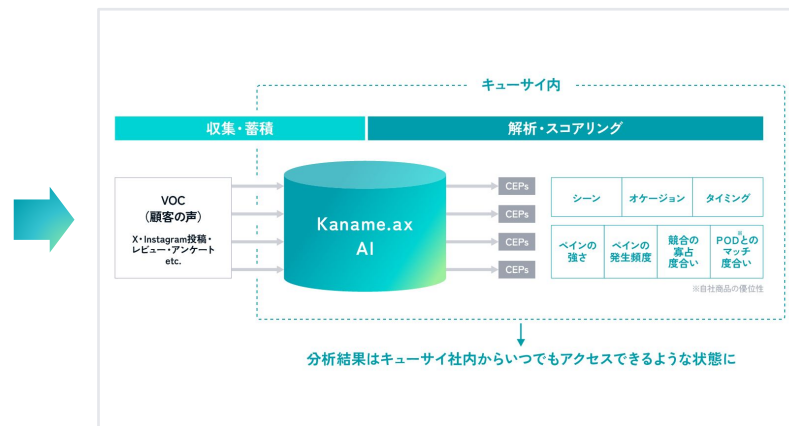 キューサイ内
収集・蓄積
解析・スコアリング
VOC
（顧客の声）
X・Instagram投稿・
レビュー・アンケート
etc.
Kaname.ax
AI
CEPs
CEPs
CEPs
CEPs
シーン
オケージョン
タイミング
ペインの
強さ
ペインの
発生頻度
競合の
寡占
度合い
※
PODとの
マッチ
度合い
※自社商品の優位性
分析結果はキューサイ社内からいつでもアクセスできるような状態に